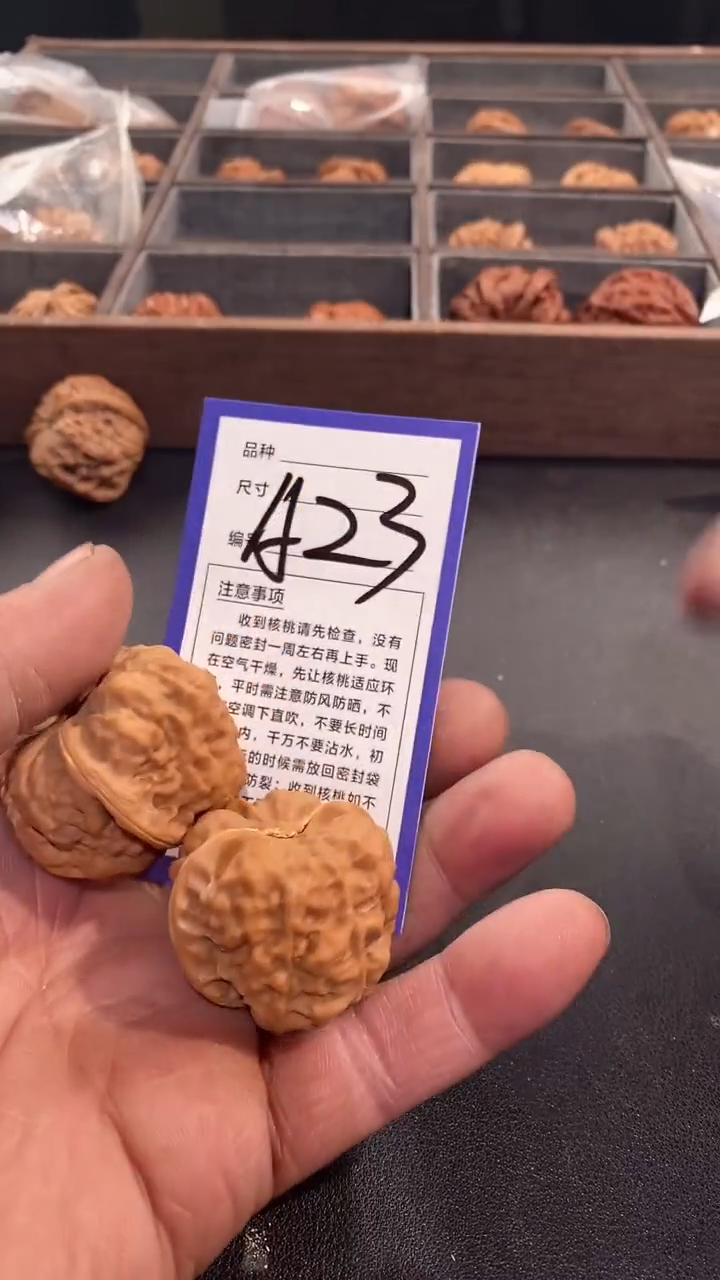 品种
尺寸
编号
A23
注意事项
收到核桃请先检查，没有
问题密封一周左右再上手。现
在空气干燥，先让核桃适应环
，平时需注意防风防晒，不
空调下直吹，不要长时间
内，千万不要沾水，初
的时候需放回密封袋
防裂；收到核桃如不